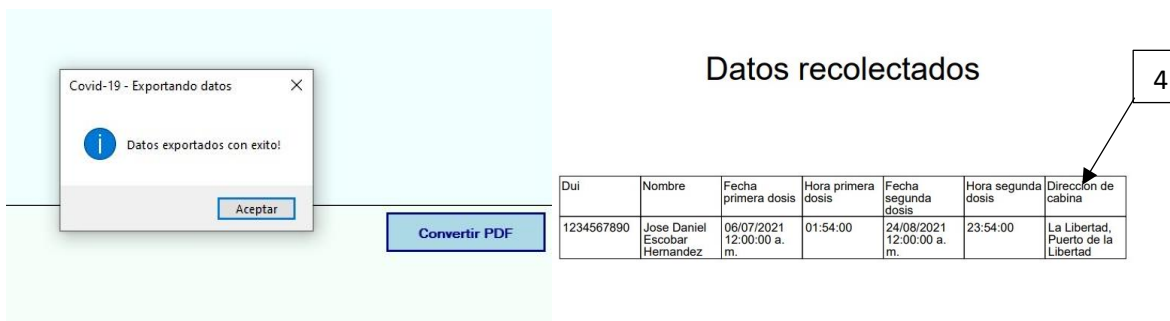 Covid-19 - Exportando datos
Datos exportados con exito!
Aceptar
Convertir PDF
Datos recolectados
4
Dui
Nombre
Fecha
primera dosis
Hora primera
dosis
Fecha
segunda
dosis
Hora segunda
dosis
Dirección de
cabina
1234567890
Jose Daniel
Escobar
Hernandez
06/07/2021
12:00:00 a.
m.
01:54:00
24/08/2021
12:00:00 a.
m.
23:54:00
La Libertad,
Puerto de la
Libertad